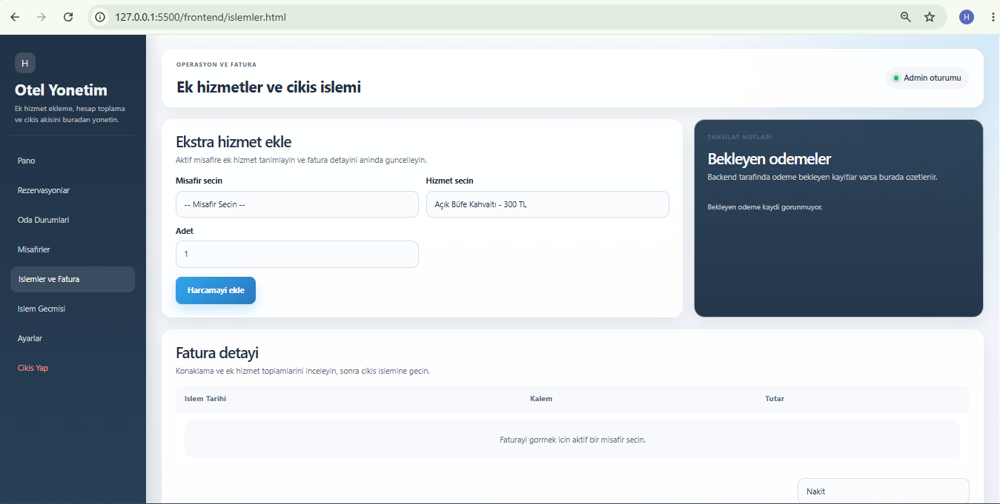 127.0.0.1:5500/frontend/islemler.html
H
H
Otel Yonetim
Ek hizmet ekleme, hesap toplama
ve cikis akisini buradan yonetin.
Pano
Rezervasyonlar
Oda Durumlari
Misafirler
Islemler ve Fatura
Islem Gecmisi
Ayarlar
Cikis Yap
OPERASYON VE FATURA
Ek hizmetler ve cikis islemi
Admin oturumu
Ekstra hizmet ekle
Aktif misafire ek hizmet tanimlayin ve fatura detayini aninda guncelleyin.
Misafir secin
Hizmet secin
-- Misafir Secin --
Açık Büfe Kahvaltı - 300 TL
Adet
1
Harcamayi ekle
TAHSİLAT NOTLARİ
Bekleyen odemeler
Backend tarafinda odeme bekleyen kayitlar varsa burada ozetlenir.
Bekleyen odeme kaydi gorunmuyor.
Fatura detayi
Konaklama ve ek hizmet toplamlarini inceleyin, sonra cikis islemine gecin.
Islem Tarihi
Kalem
Tutar
Faturayi gormek icin aktif bir misafir secin.
Nakit